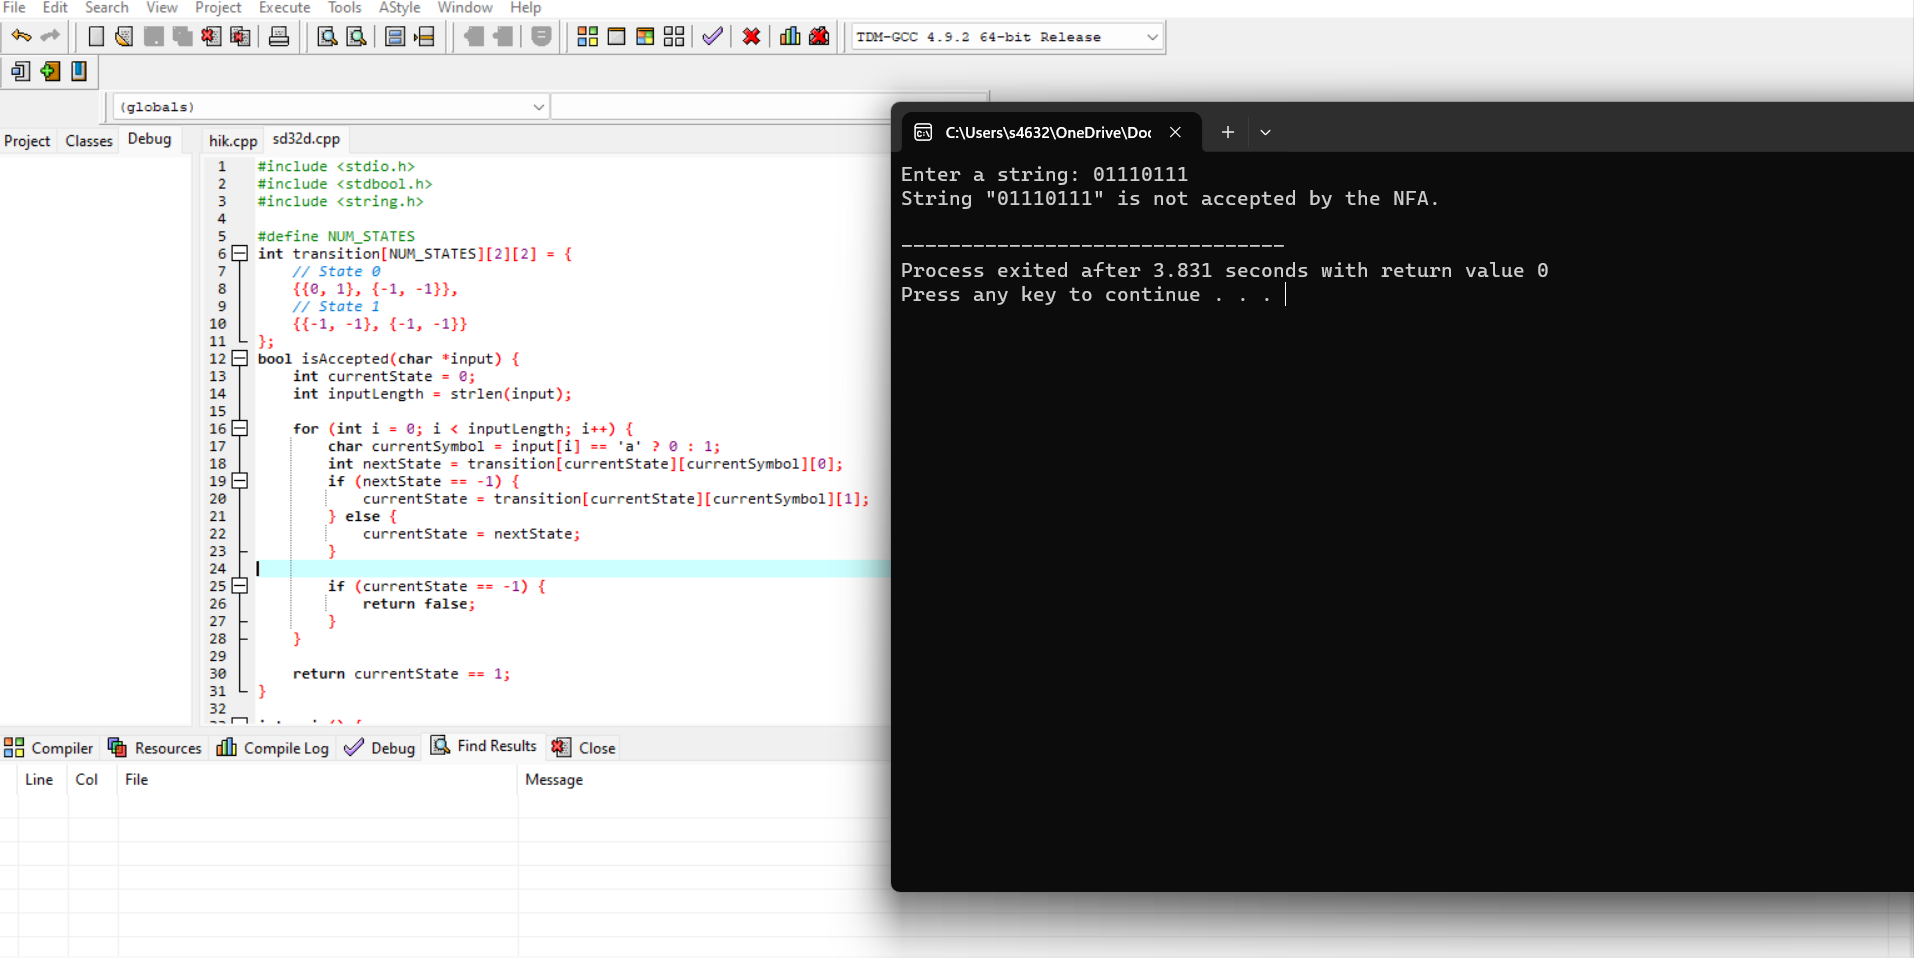 File Edit Search View Project Execute Tools AStyle Window Help
TDM-GCC 4.9.2 64-bit Release
(globals)
Project Classes Debug hik.cpp sd32d.cpp
1 #include <stdio.h>
2 #include <stdbool.h>
3 #include <string.h>
4
5 #define NUM_STATES
6 int transition[NUM_STATES][2][2] = {
7 // State 0
8 {{0, 1}, {-1, -1}},
9 // State 1
10 {{-1, -1}, {-1, -1}}
11 };
12 bool isAccepted(char *input) {
13 int currentState = 0;
14 int inputLength = strlen(input);
15
16 for (int i = 0; i < inputLength; i++) {
17 char currentSymbol = input[i] == 'a' ? 0 : 1;
18 int nextState = transition[currentState][currentSymbol][0];
19 if (nextState == -1) {
20 currentState = transition[currentState][currentSymbol][1];
21 } else {
22 currentState = nextState;
23 }
24
25 if (currentState == -1) {
26 return false;
27 }
28 }
29
30 return currentState == 1;
31 }
32
C:\Users\s4632\OneDrive\Doc
Enter a string: 01110111
String "01110111" is not accepted by the NFA.
--------------------------------
Process exited after 3.831 seconds with return value 0
Press any key to continue . . .
Compiler Resources Compile Log Debug Find Results Close
Line Col File Message